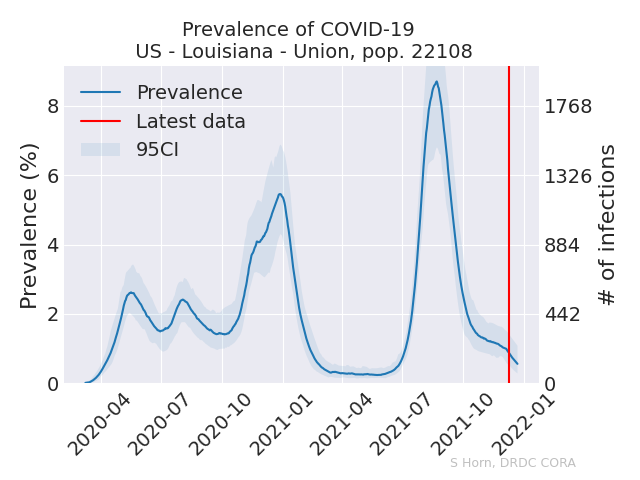 Prevalence of COVID-19
US - Louisiana - Union, pop. 22108
Prevalence
Latest data
95CI
Prevalence (%)
8
6
4
2
0
# of infections
1768
1326
884
442
0
2020-04
2020-07
2020-10
2021-01
2021-04
2021-07
2021-10
2022-01
S Horn, DRDC CORA